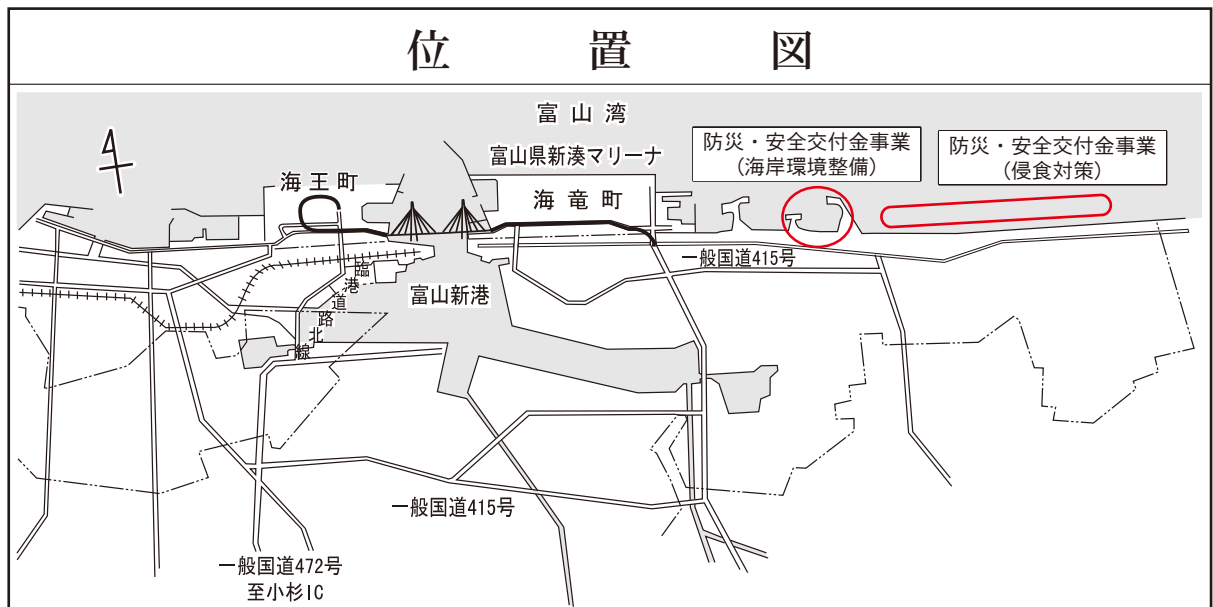 位置図
富山湾
防災・安全交付金事業
(海岸環境整備)
防災・安全交付金事業
(侵食対策)
富山県新湊マリーナ
海王町
海竜町
一般国道415号
富山新港
臨港道路北線
一般国道415号
一般国道472号
至小杉IC